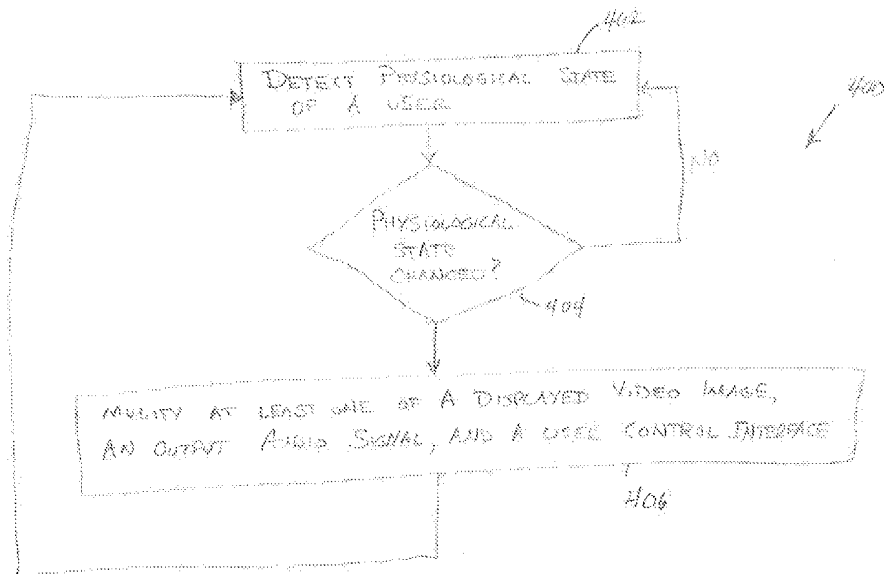 402
DETECT PHYSIOLOGICAL STATE
OF A USER
400
NO
PHYSIOLOGICAL
STATE
CHANGED?
404
AT LEAST ONE OF A DISPLAYED VIDEO IMAGE,
AN OUTPUT AUDIO SIGNAL, AND A USER CONTROL INTERFACE
406